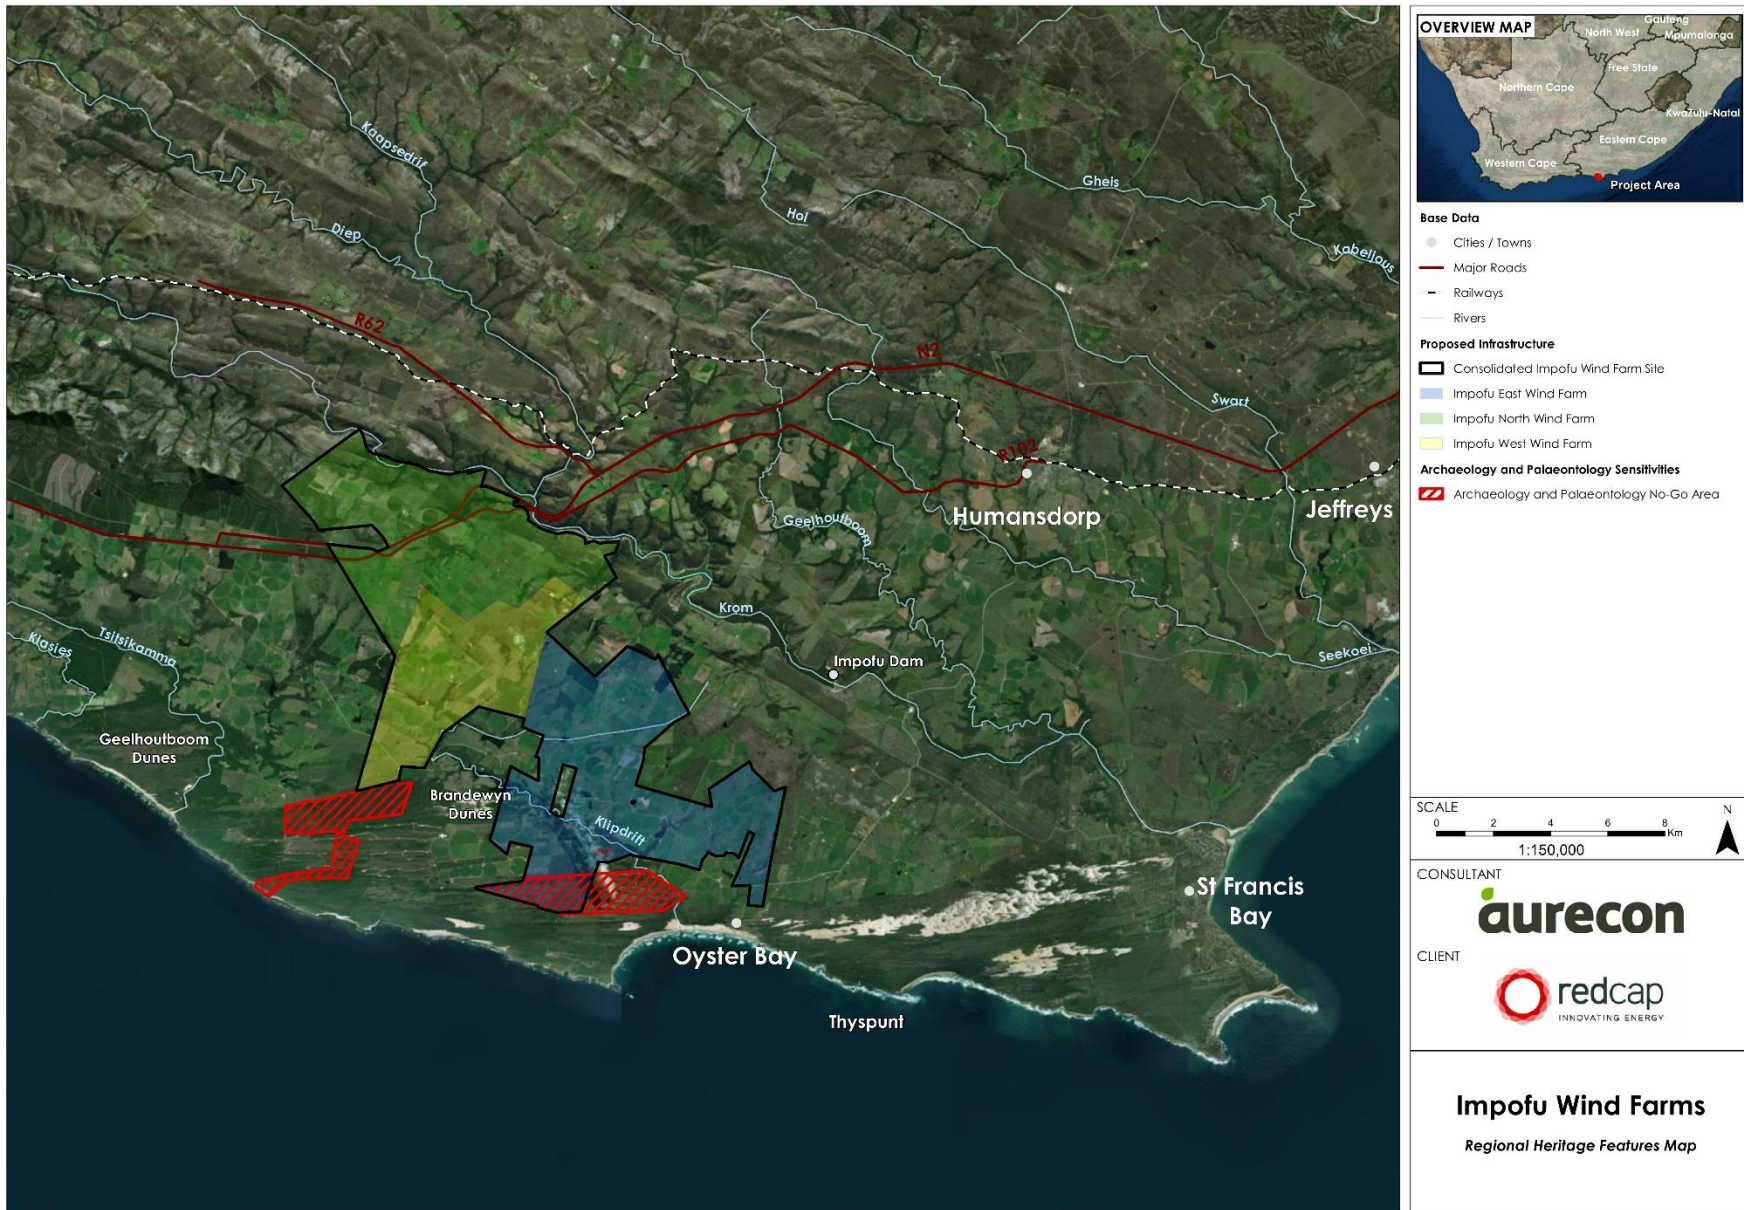 Kaapsedrif
Gheis
Hol
Diep
Kabeljous
R62
N2
Swart
R102
Humansdorp
Jeffreys
Geelhoutboom
Krom
Tsitsikamma
Klasies
Seekoei
Impofu Dam
Geelhoutboom
Dunes
Brandewyn
Dunes
Klipdrift
St Francis
Bay
Oyster Bay
Thyspunt
OVERVIEW MAP
Gauteng
North West
Mpumalanga
Free State
Northern Cape
KwaZulu-Natal
Eastern Cape
Western Cape
Project Area
Base Data
Cities / Towns
Major Roads
Railways
Rivers
Proposed Infrastructure
Consolidated Impofu Wind Farm Site
Impofu East Wind Farm
Impofu North Wind Farm
Impofu West Wind Farm
Archaeology and Palaeontology Sensitivities
Archaeology and Palaeontology No-Go Area
SCALE
N
0 2 4 6 8
Km
1:150,000
CONSULTANT
aurecon
CLIENT
redcap
INNOVATING ENERGY
Impofu Wind Farms
Regional Heritage Features Map